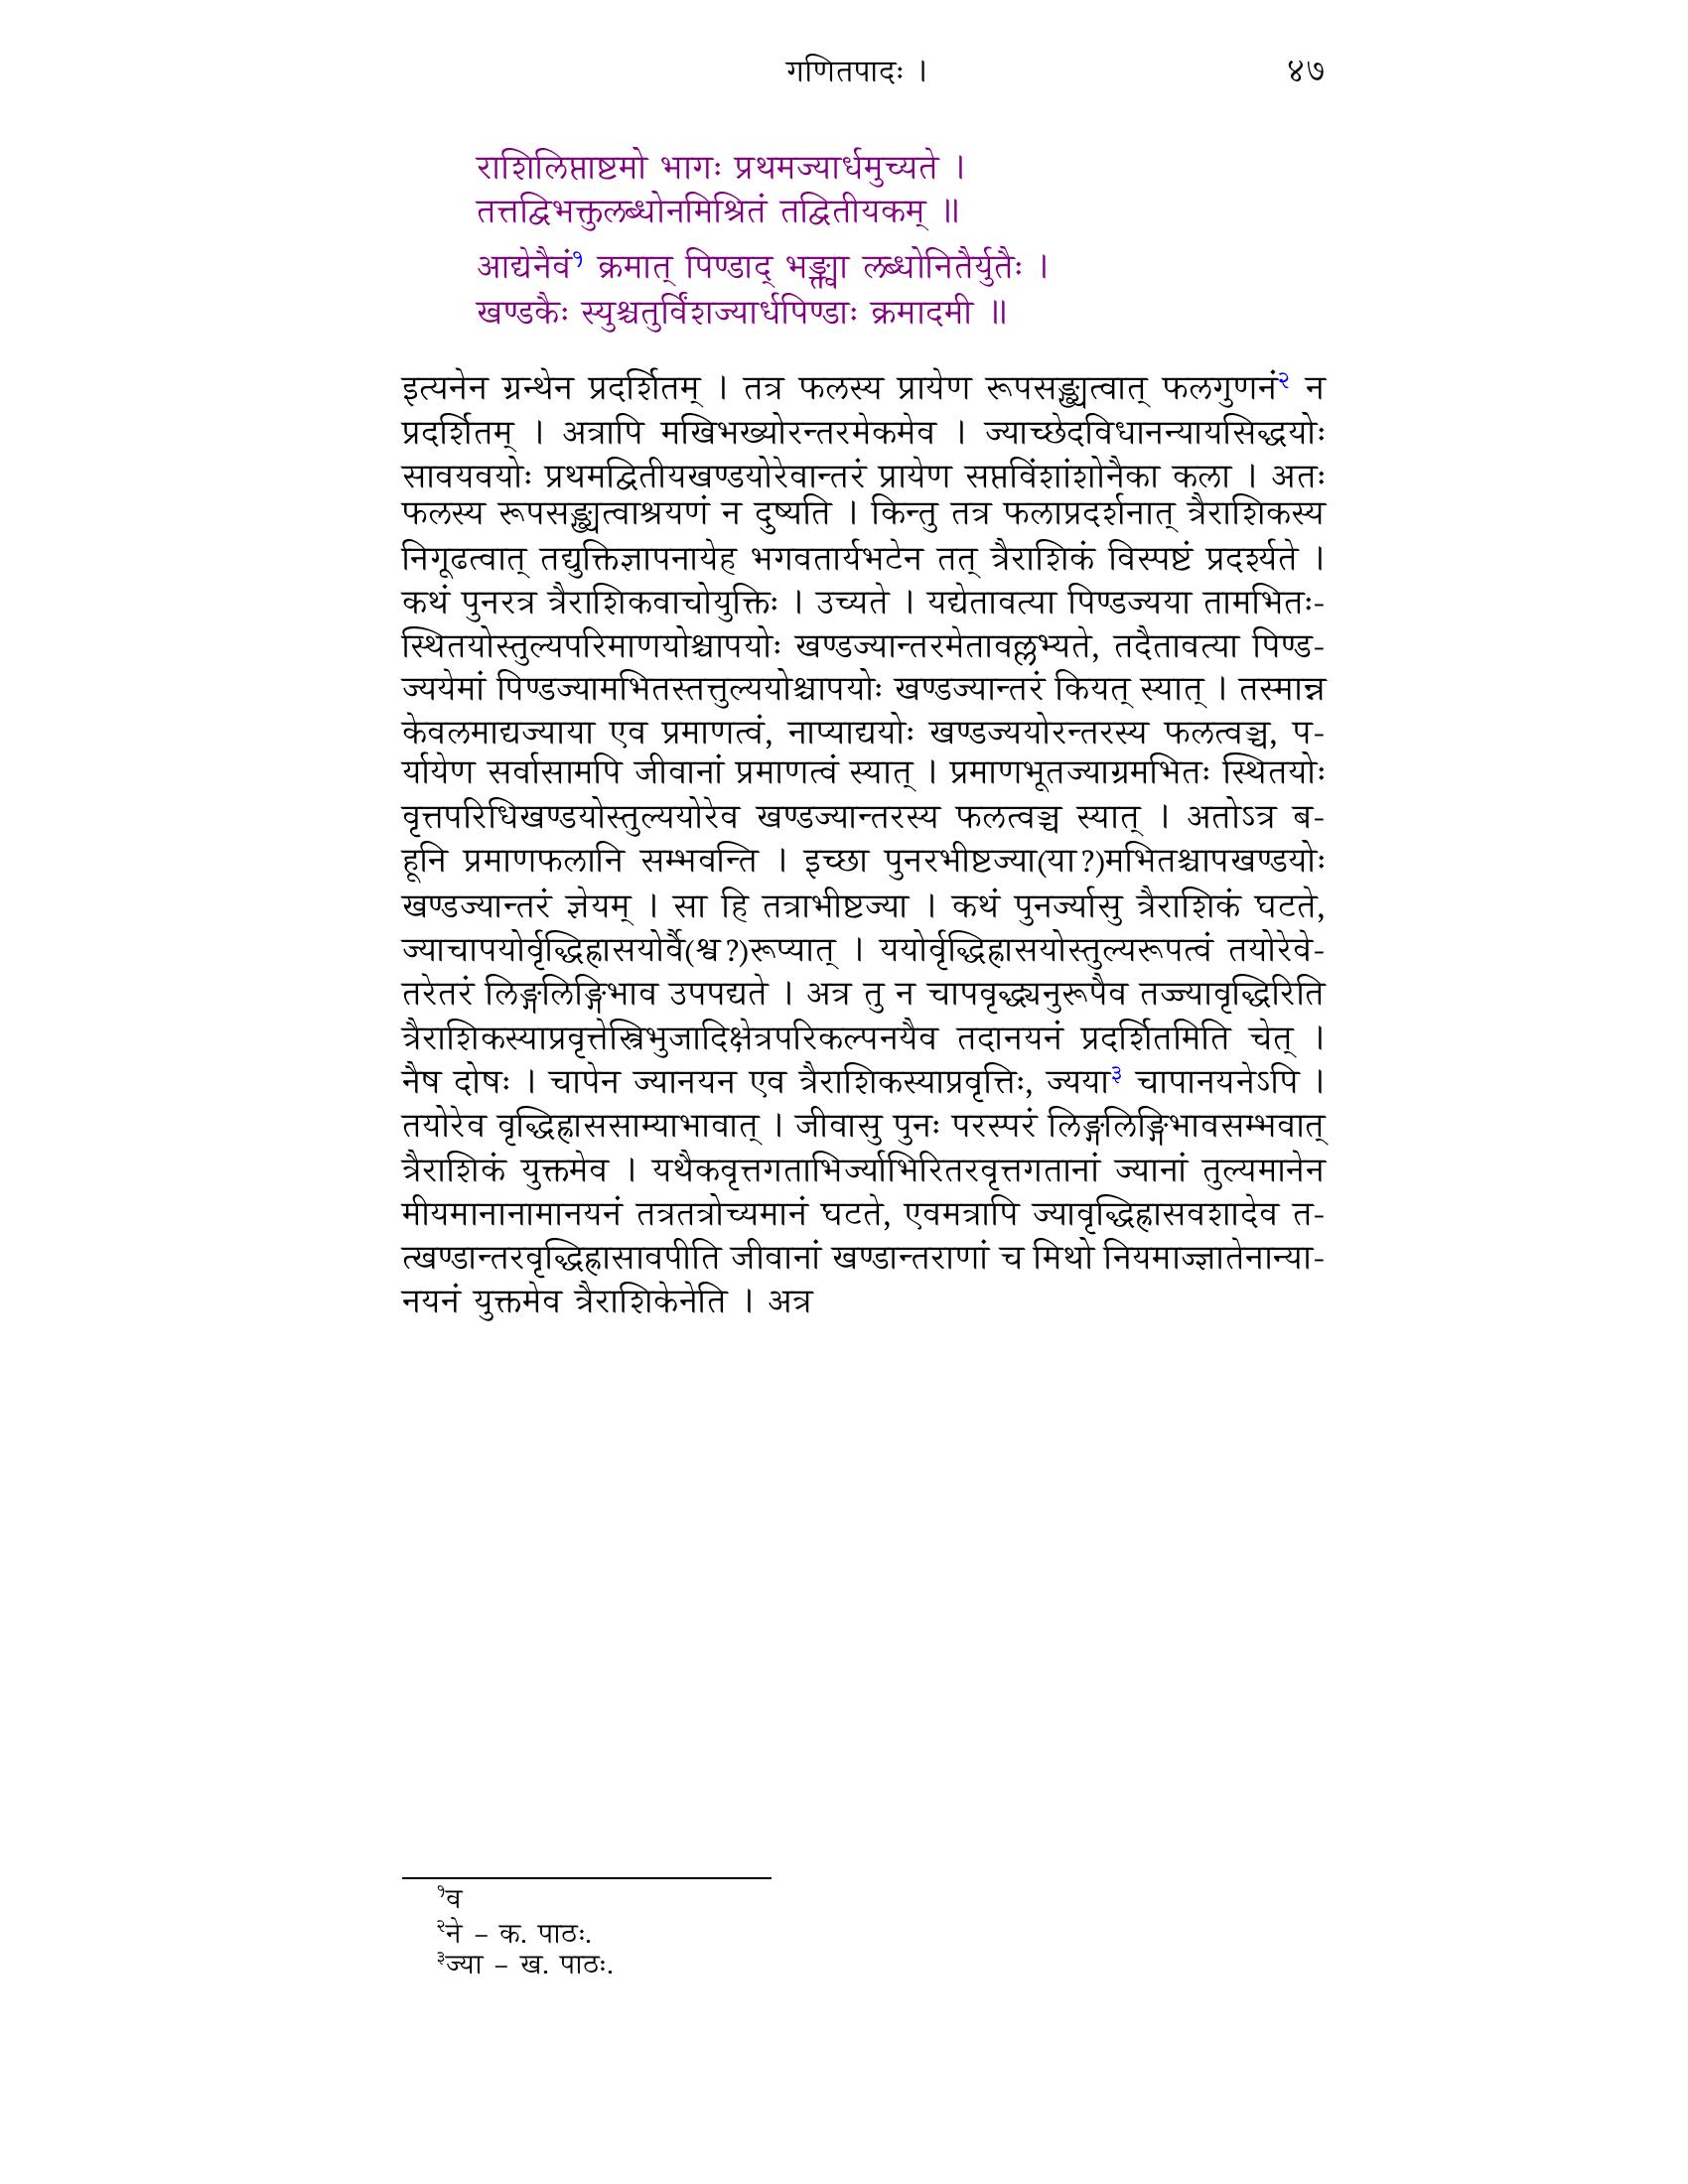 गणितपादः । ४७
राशिलिप्ताष्टमो भागः प्रथमज्यार्धमुच्यते ।
तत्तद्विभक्तुलब्धोनमिश्रितं तद्वितीयकम् ॥
आद्येनैवं१ क्रमात् पिण्डाद् भङ्क्त्वा लब्धोनितैर्युतैः ।
खण्डकैः स्युश्चतुर्विंशज्यार्धपिण्डाः क्रमादमी ॥
इत्यनेन ग्रन्थेन प्रदर्शितम् । तत्र फलस्य प्रायेण रूपसङ्ख्यत्वात् फलगुणनं२ न
प्रदर्शितम् । अत्रापि मखिभख्योरन्तरमेकमेव । ज्याच्छेदविधानन्यायसिद्धयोः
सावयवयोः प्रथमद्वितीयखण्डयोरेवान्तरं प्रायेण सप्तविंशांशोनैका कला । अतः
फलस्य रूपसङ्ख्यत्वाश्रयणं न दुष्यति । किन्तु तत्र फलाप्रदर्शनात् त्रैराशिकस्य
निगूढत्वात् तद्युक्तिज्ञापनायेह भगवतार्यभटेन तत् त्रैराशिकं विस्पष्टं प्रदर्श्यते ।
कथं पुनरत्र त्रैराशिकवाचोयुक्तिः । उच्यते । यद्येतावत्या पिण्डज्यया तामभितः-
स्थितयोस्तुल्यपरिमाणयोश्चापयोः खण्डज्यान्तरमेतावल्लभ्यते, तदैतावत्या पिण्ड-
ज्ययेमां पिण्डज्यामभितस्तत्तुल्ययोश्चापयोः खण्डज्यान्तरं कियत् स्यात् । तस्मान्न
केवलमाद्यज्याया एव प्रमाणत्वं, नाप्याद्ययोः खण्डज्ययोरन्तरस्य फलत्वञ्च, प-
र्यायेण सर्वासामपि जीवानां प्रमाणत्वं स्यात् । प्रमाणभूतज्याग्रमभितः स्थितयोः
वृत्तपरिधिखण्डयोस्तुल्ययोरेव खण्डज्यान्तरस्य फलत्वञ्च स्यात् । अतोऽत्र ब-
हूनि प्रमाणफलानि सम्भवन्ति । इच्छा पुनरभीष्टज्या(या?)मभितश्चापखण्डयोः
खण्डज्यान्तरं ज्ञेयम् । सा हि तत्राभीष्टज्या । कथं पुनर्ज्यासु त्रैराशिकं घटते,
ज्याचापयोर्वृद्धिह्रासयोर्वै(श्व?)रूप्यात् । ययोर्वृद्धिह्रासयोस्तुल्यरूपत्वं तयोरेवे-
तरेतरं लिङ्गलिङ्गिभाव उपपद्यते । अत्र तु न चापवृद्ध्यनुरूपैव तज्ज्यावृद्धिरिति
त्रैराशिकस्याप्रवृत्तेस्त्रिभुजादिक्षेत्रपरिकल्पनयैव तदानयनं प्रदर्शितमिति चेत् ।
नैष दोषः । चापेन ज्यानयन एव त्रैराशिकस्याप्रवृत्तिः, ज्यया३ चापानयनेऽपि ।
तयोरेव वृद्धिह्राससाम्याभावात् । जीवासु पुनः परस्परं लिङ्गलिङ्गिभावसम्भवात्
त्रैराशिकं युक्तमेव । यथैकवृत्तगताभिर्ज्याभिरितरवृत्तगतानां ज्यानां तुल्यमानेन
मीयमानानामानयनं तत्रतत्रोच्यमानं घटते, एवमत्रापि ज्यावृद्धिह्रासवशादेव त-
त्खण्डान्तरवृद्धिह्रासावपीति जीवानां खण्डान्तराणां च मिथो नियमाज्ज्ञातेनान्या-
नयनं युक्तमेव त्रैराशिकेनेति । अत्र
१व
२ने – क. पाठः.
३ज्या – ख. पाठः.